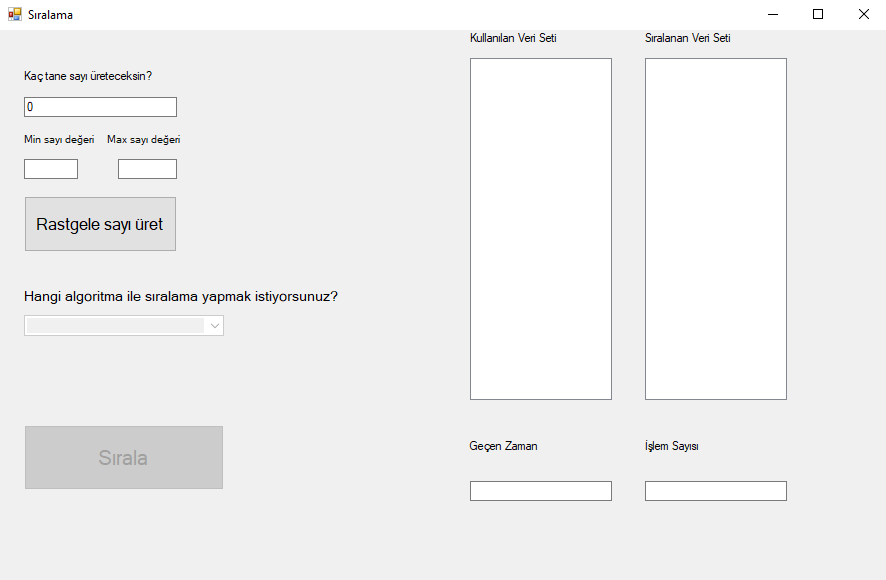 Sıralama
Kaç tane sayı üreteceksin?
0
Min sayı değeri
Max sayı değeri
Rastgele sayı üret
Hangi algoritma ile sıralama yapmak istiyorsunuz?
Sırala
Kullanılan Veri Seti
Sıralanan Veri Seti
Geçen Zaman
İşlem Sayısı